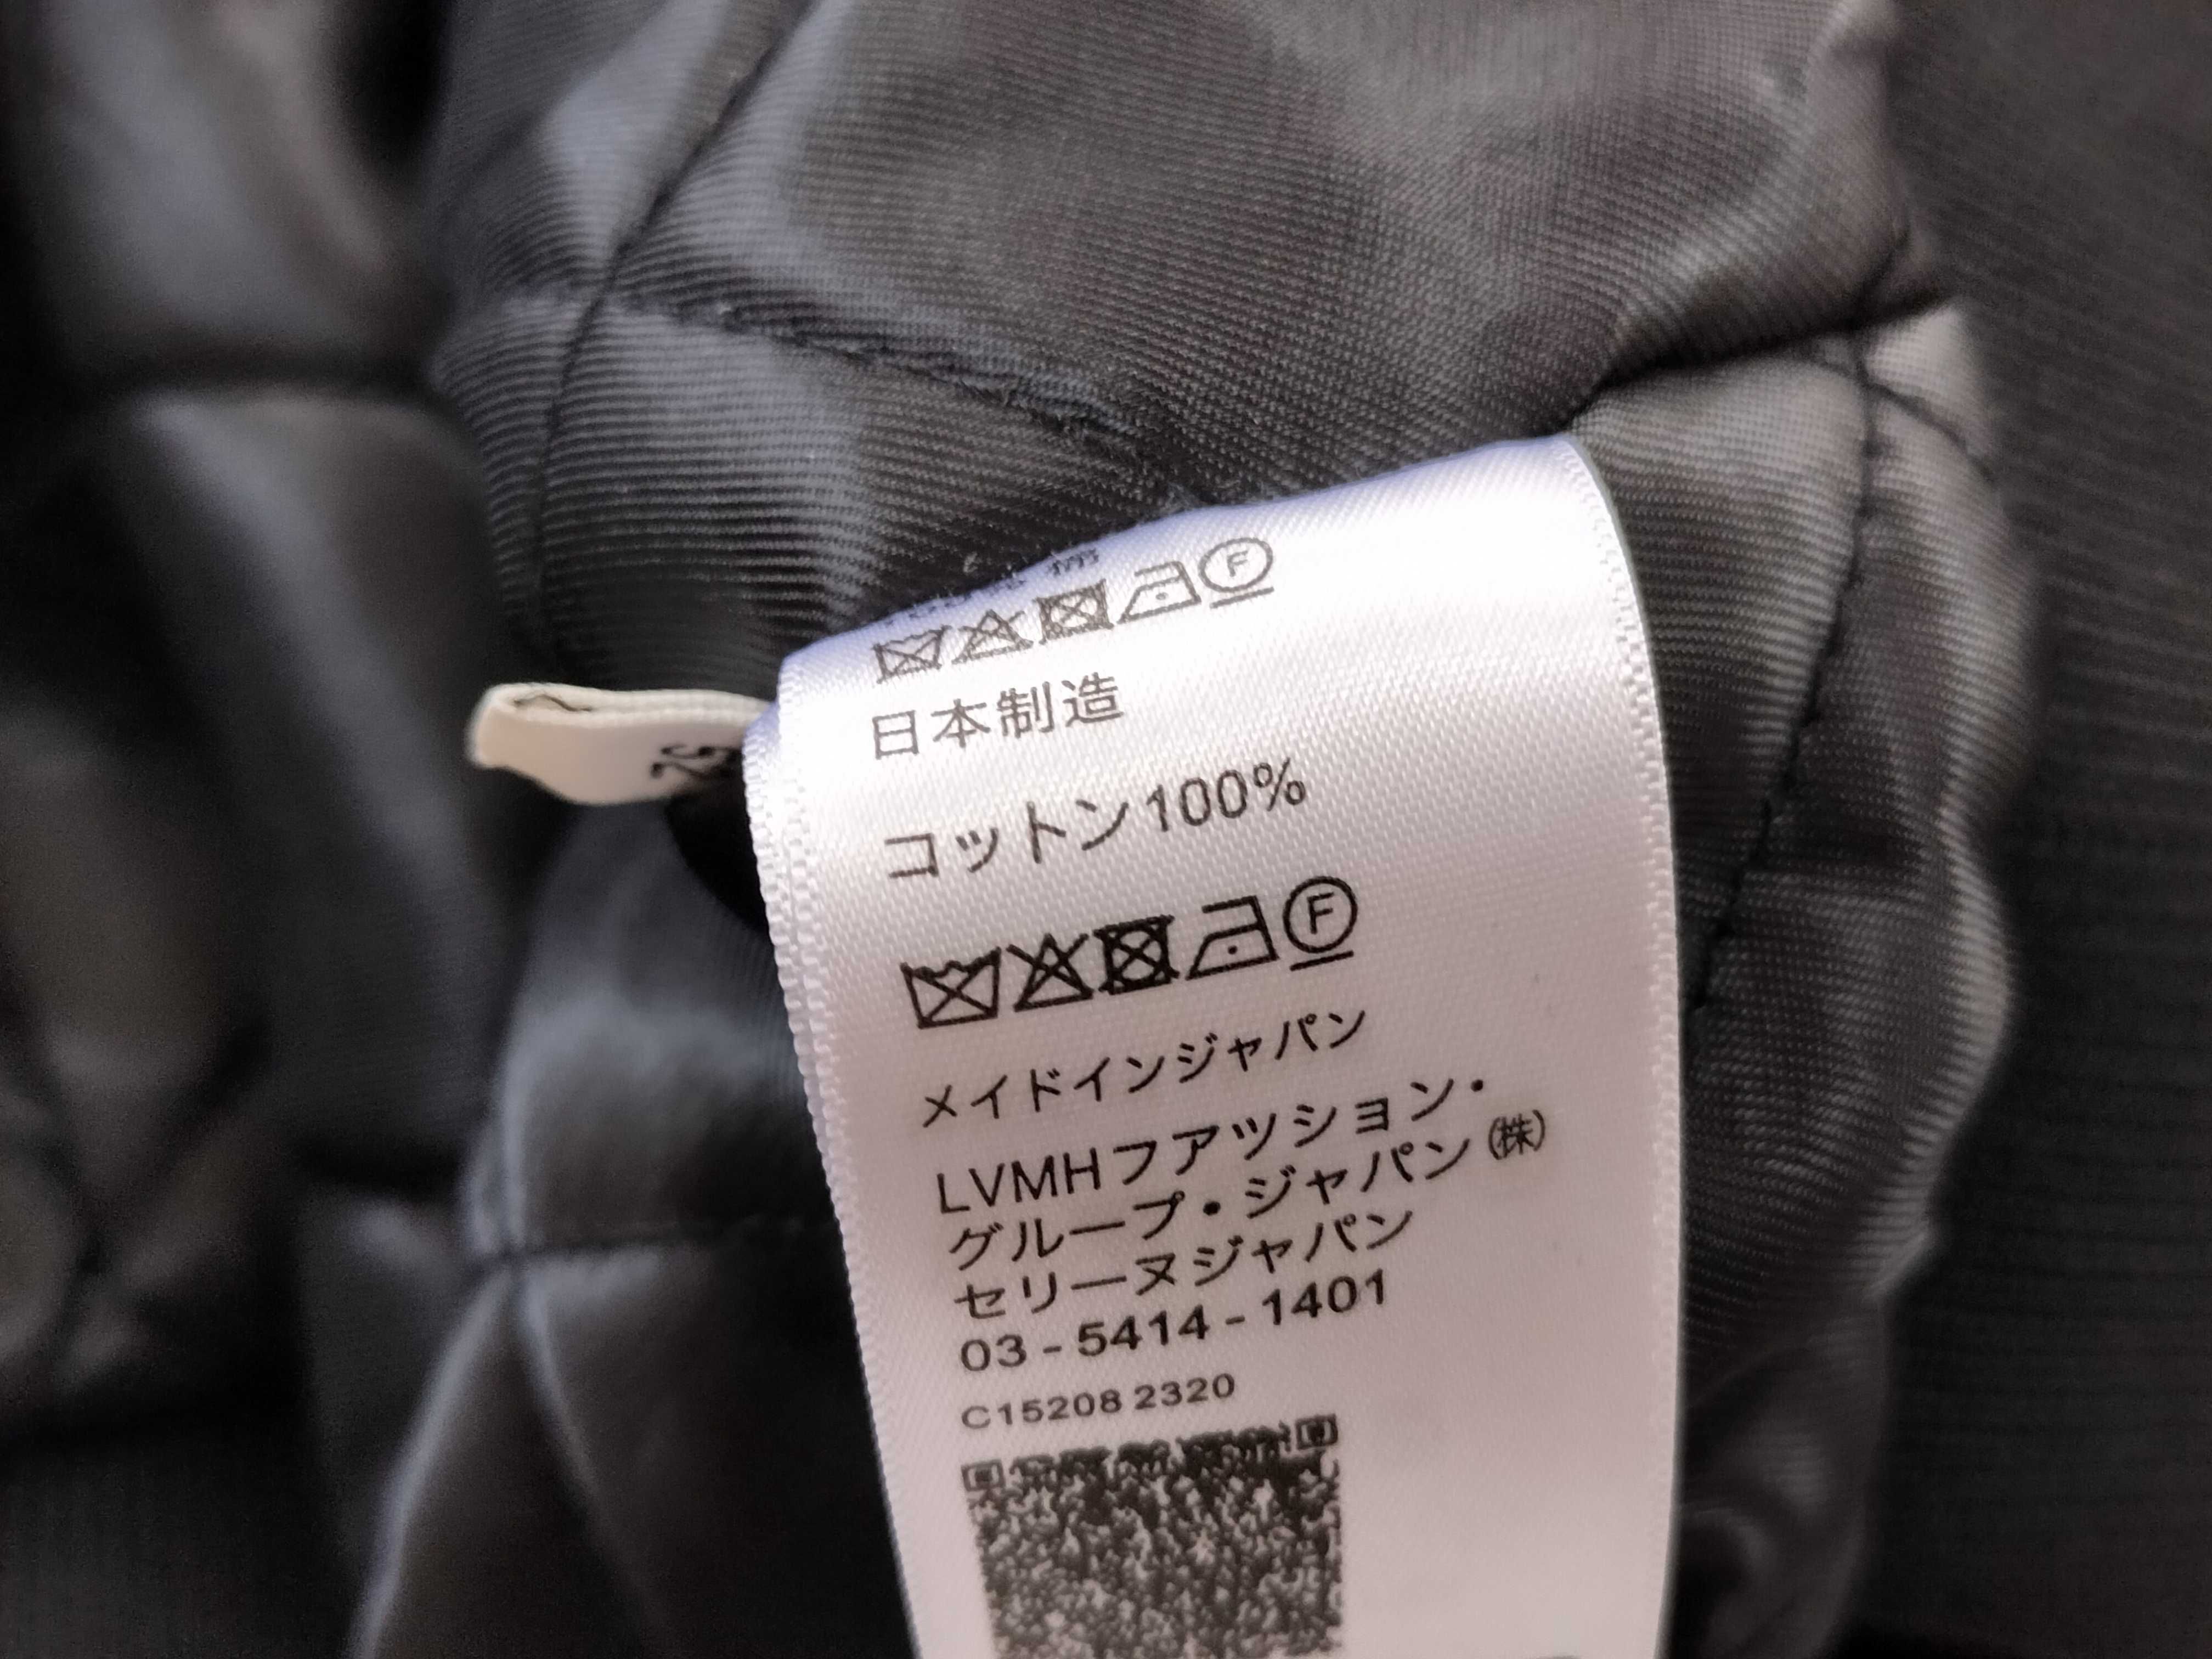 日本制造
コットン100%
メイドインジャパン
LVMHファッション・
グループ・ジャパン㈱
セリーヌジャパン
03-5414-1401
C15208 2320